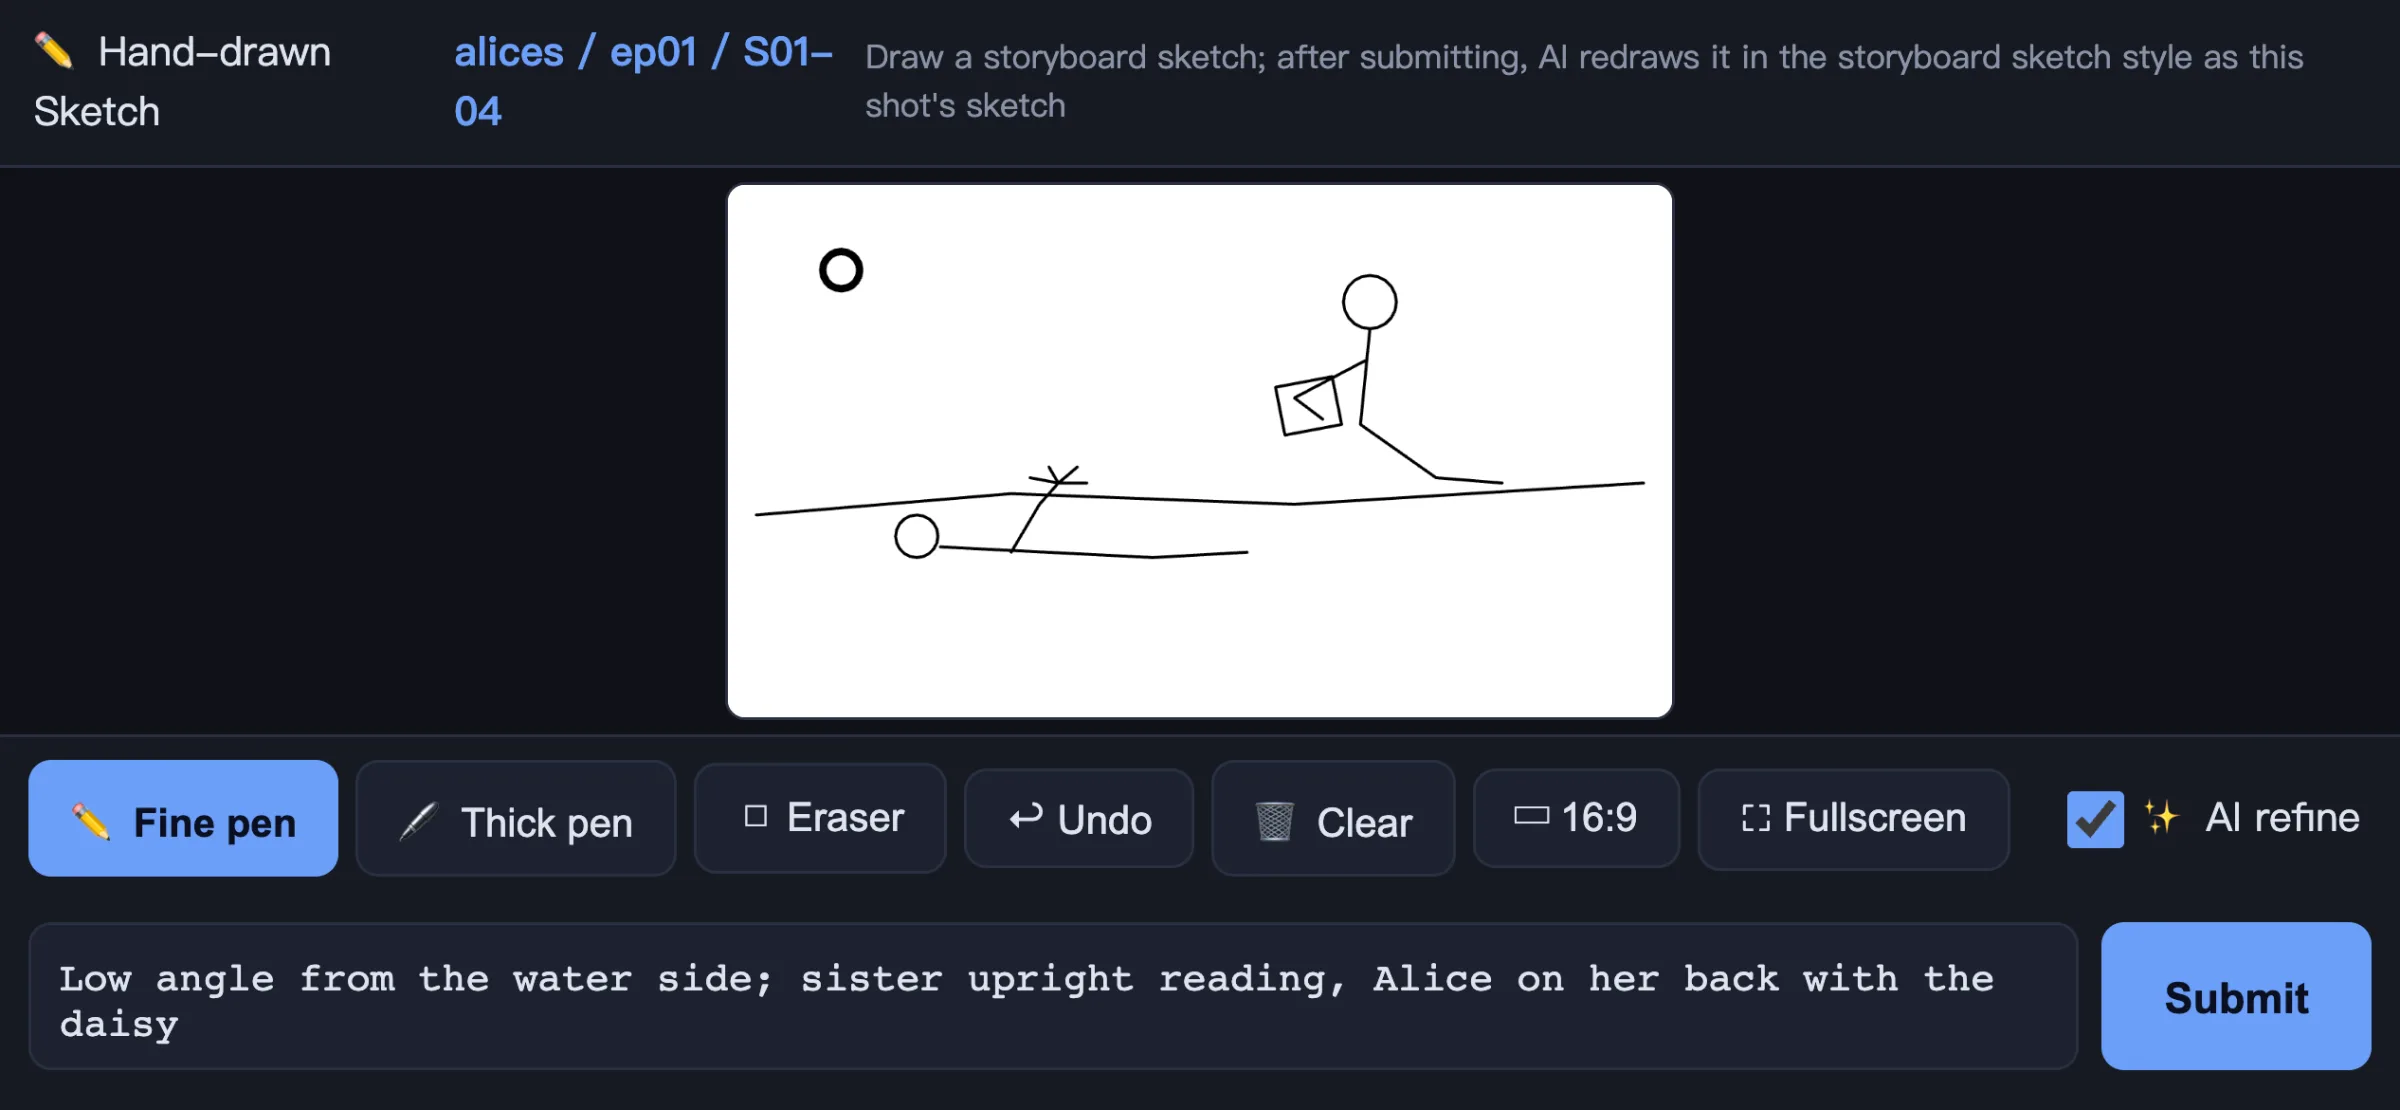 ✏️ Hand-drawn
Sketch
alices / ep01 / S01-
04
Draw a storyboard sketch; after submitting, AI redraws it in the storyboard sketch style as this
shot's sketch
Fine pen
Thick pen
Eraser
Undo
Clear
16:9
Fullscreen
AI refine
Low angle from the water side; sister upright reading, Alice on her back with the
daisy
Submit